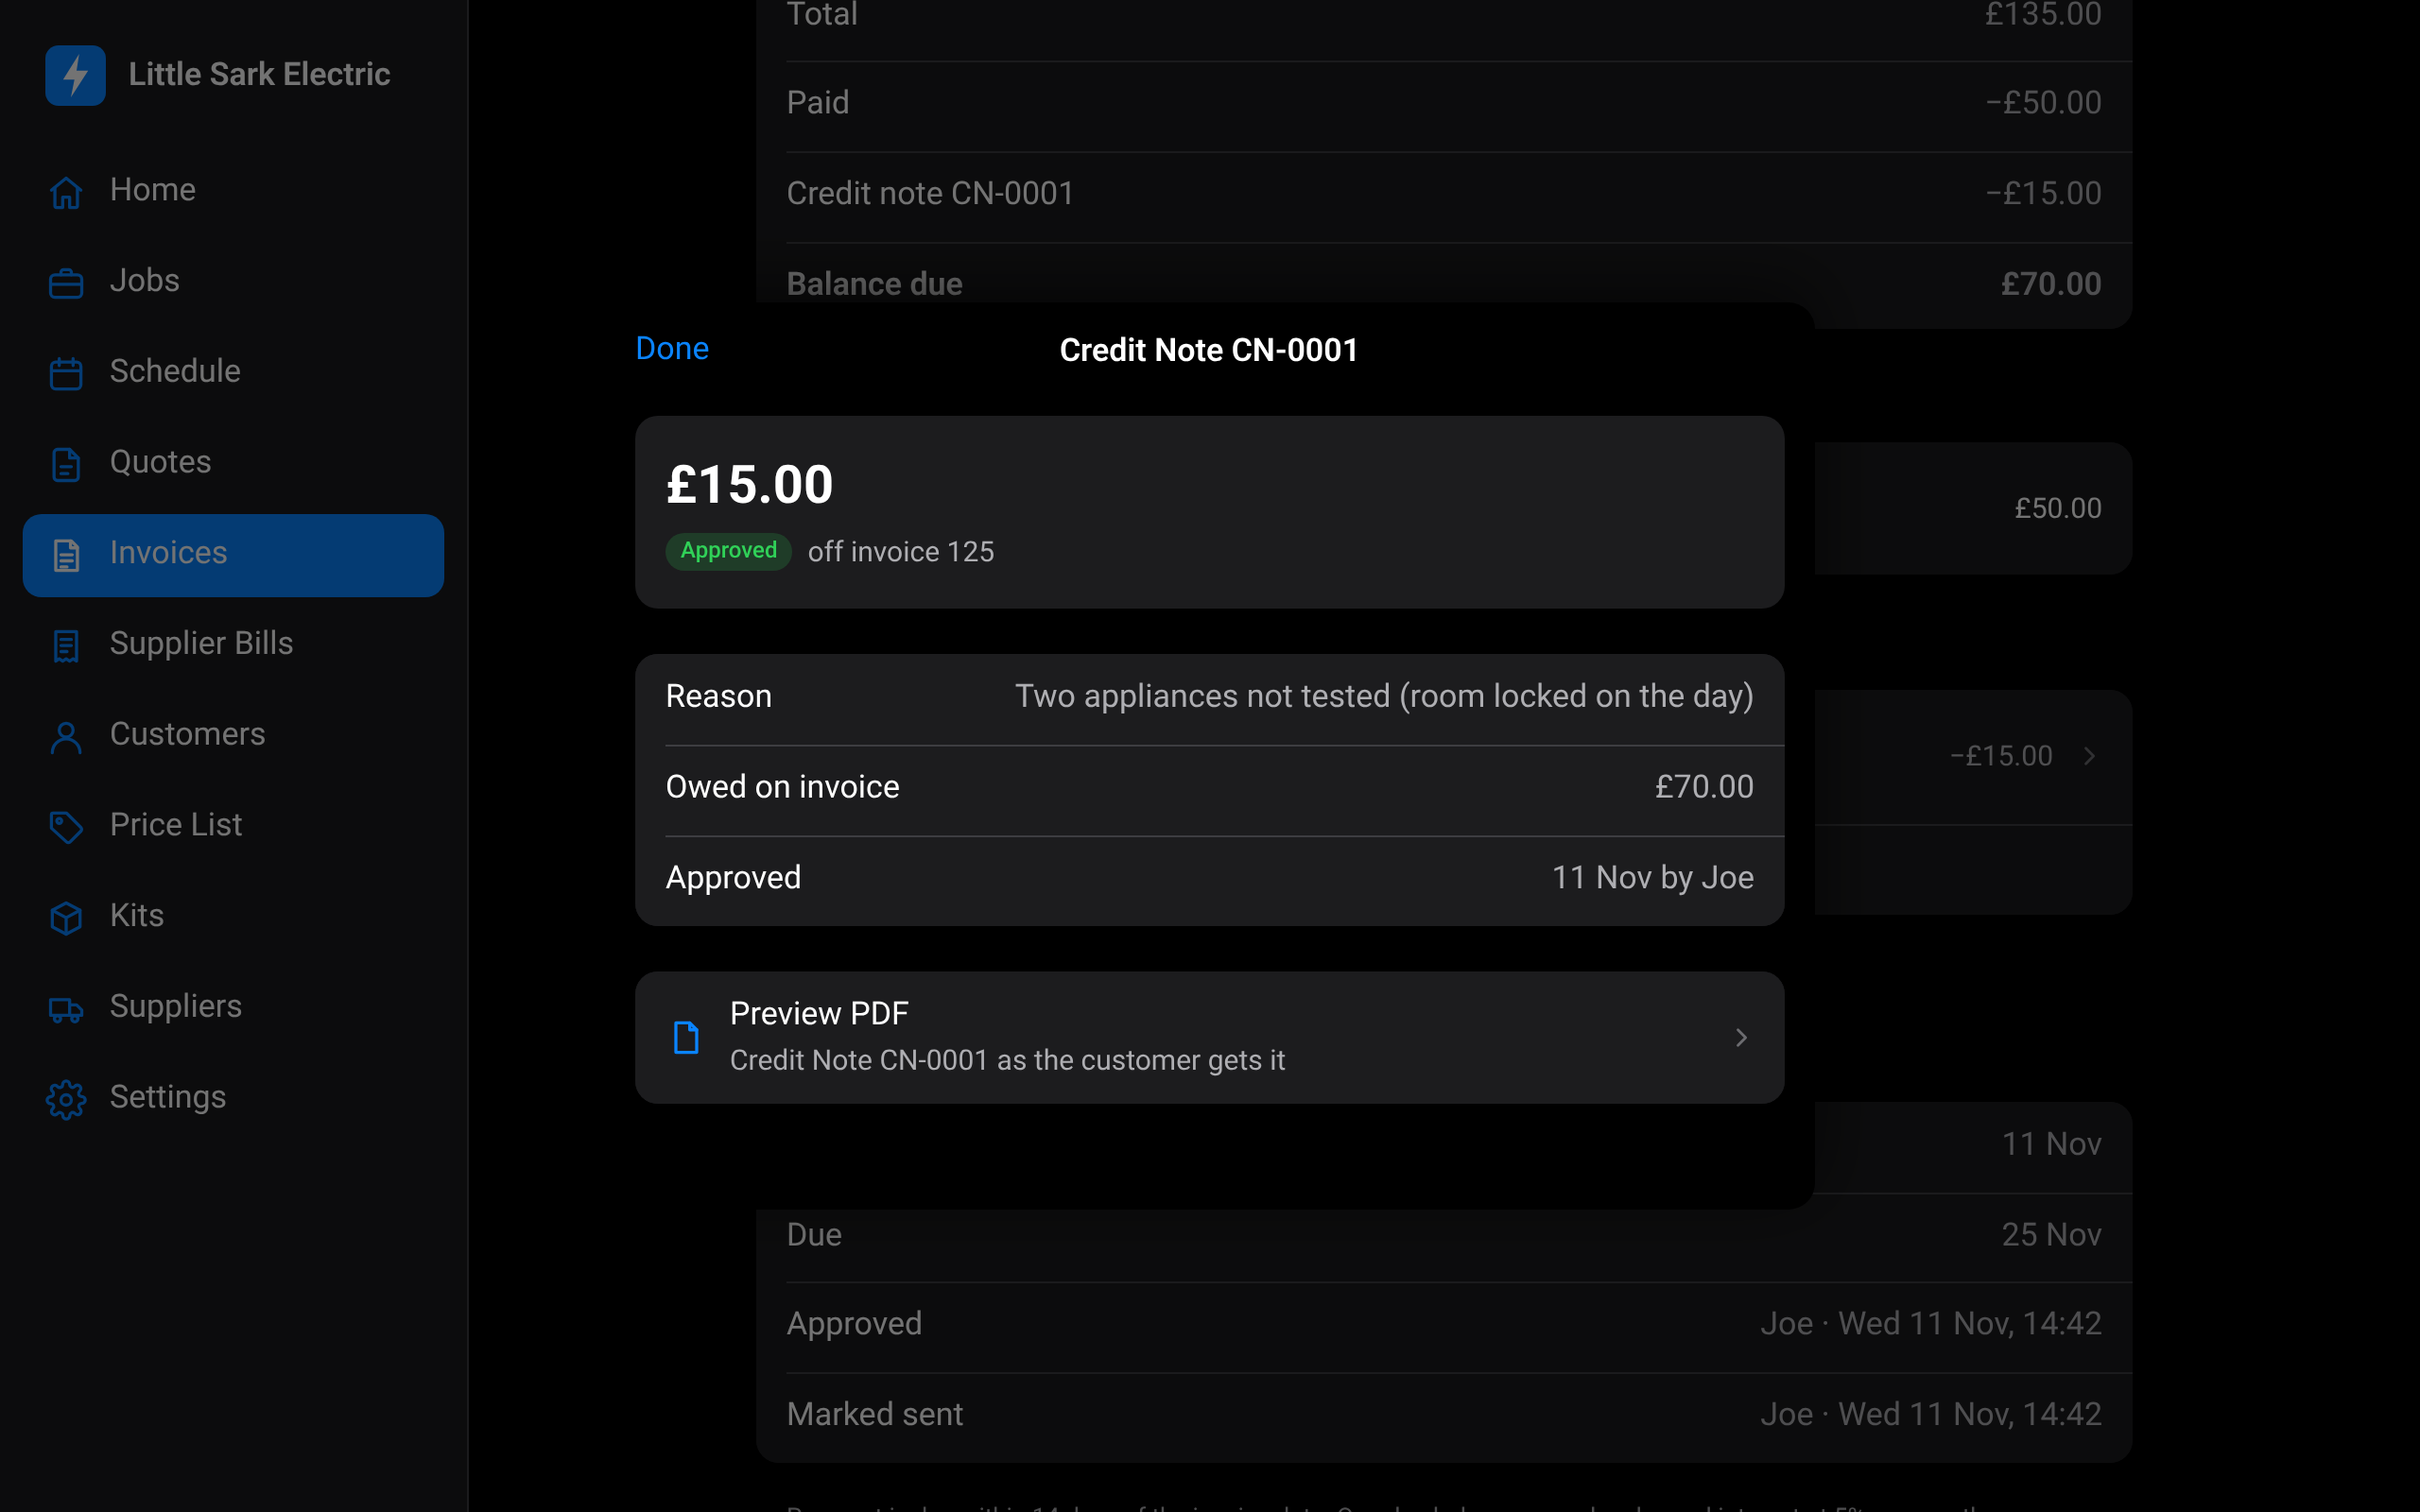 Little Sark Electric
Home
Jobs
Schedule
Quotes
Invoices
Supplier Bills
Customers
Price List
Kits
Suppliers
Settings
Total £135.00
Paid −£50.00
Credit note CN-0001 −£15.00
Balance due £70.00
Done Credit Note CN-0001
£15.00
Approved off invoice 125
Reason Two appliances not tested (room locked on the day)
Owed on invoice £70.00
Approved 11 Nov by Joe
Preview PDF
Credit Note CN-0001 as the customer gets it
£50.00
−£15.00
11 Nov
Due 25 Nov
Approved Joe · Wed 11 Nov, 14:42
Marked sent Joe · Wed 11 Nov, 14:42